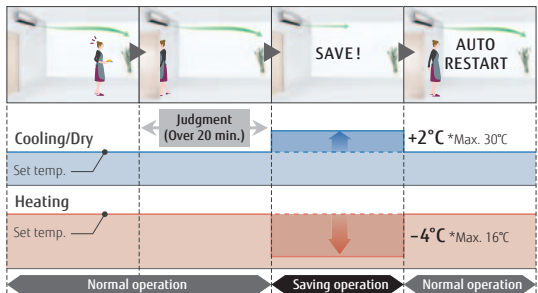 SAVE!
AUTO
RESTART
Judgment
(Over 20 min.)
Cooling/Dry
+2°C *Max. 30°C
Set temp.
Heating
Set temp.
−4°C *Max. 16°C
Normal operation
Saving operation
Normal operation